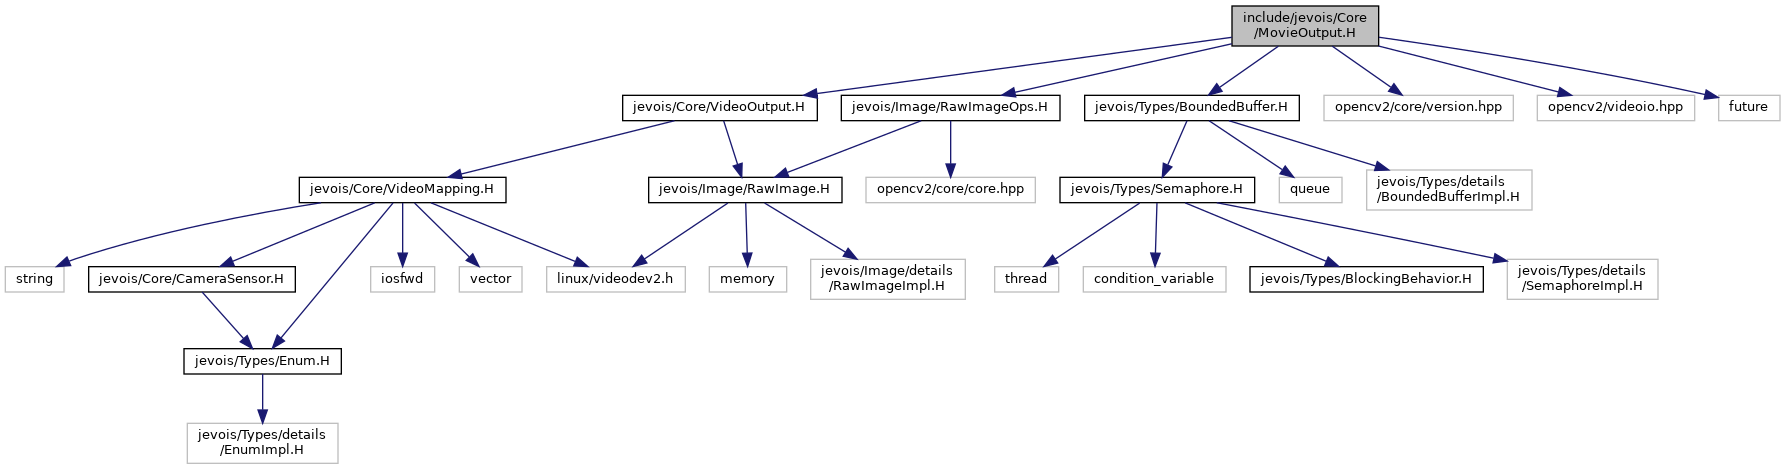 include/jevois/Core
/MovieOutput.H
jevois/Core/VideoOutput.H
jevois/Image/RawImageOps.H
jevois/Types/BoundedBuffer.H
opencv2/core/version.hpp
opencv2/videoio.hpp
future
jevois/Core/VideoMapping.H
jevois/Image/RawImage.H
opencv2/core/core.hpp
jevois/Types/Semaphore.H
queue
jevois/Types/details
/BoundedBufferImpl.H
string
jevois/Core/CameraSensor.H
iosfwd
vector
linux/videodev2.h
memory
jevois/Image/details
/RawImageImpl.H
thread
condition_variable
jevois/Types/BlockingBehavior.H
jevois/Types/details
/SemaphoreImpl.H
jevois/Types/Enum.H
jevois/Types/details
/EnumImpl.H